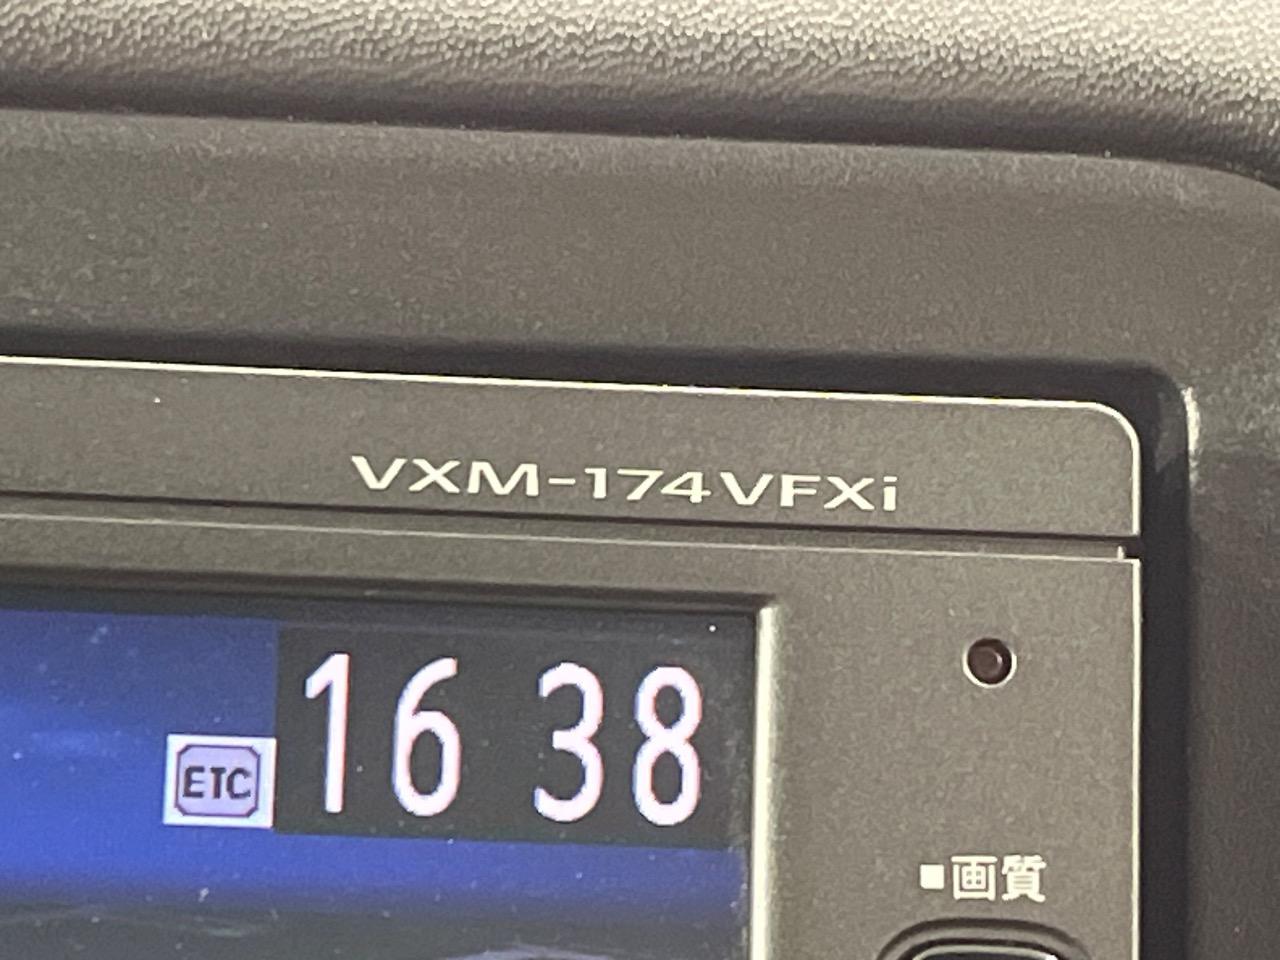 VXM-174VFXi
ETC
16 38
■画質